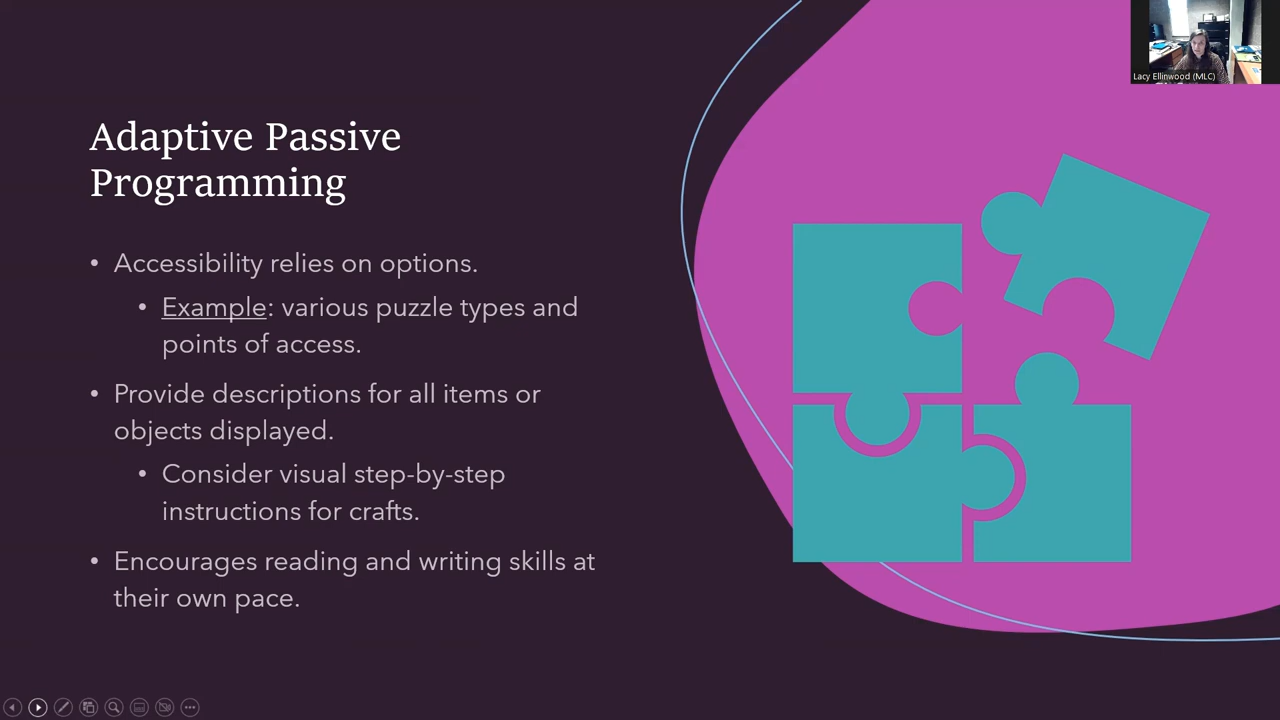 Lacy Ellinwood (MLC)
Adaptive Passive
Programming
• Accessibility relies on options.
• Example: various puzzle types and
points of access.
• Provide descriptions for all items or
objects displayed.
• Consider visual step-by-step
instructions for crafts.
• Encourages reading and writing skills at
their own pace.